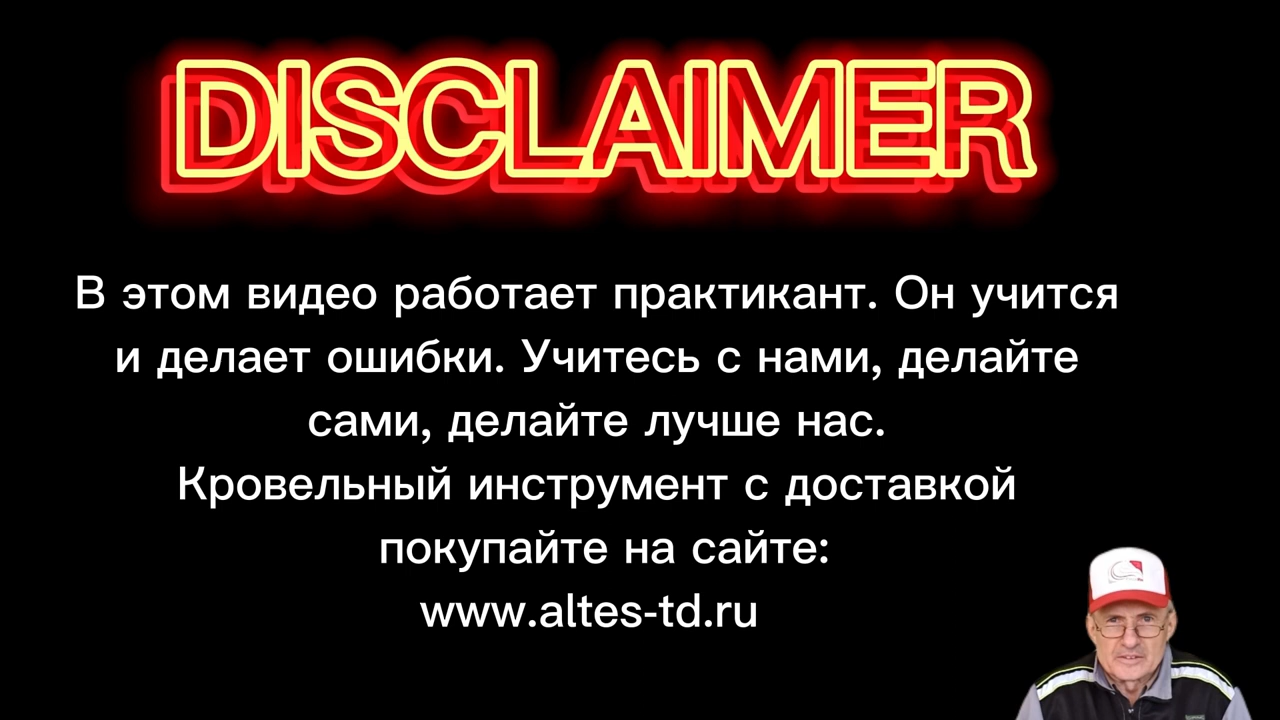 DISCLAIMER
В этом видео работает практикант. Он учится
и делает ошибки. Учитесь с нами, делайте
сами, делайте лучше нас.
Кровельный инструмент с доставкой
покупайте на сайте:
www.altes-td.ru